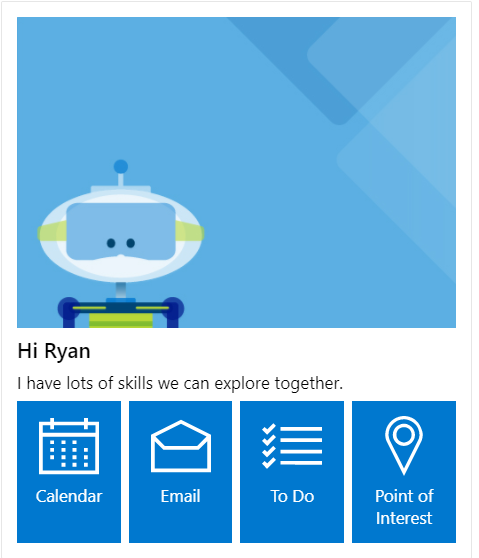 Hi Ryan
I have lots of skills we can explore together.
Calendar
Email
To Do
Point of
Interest